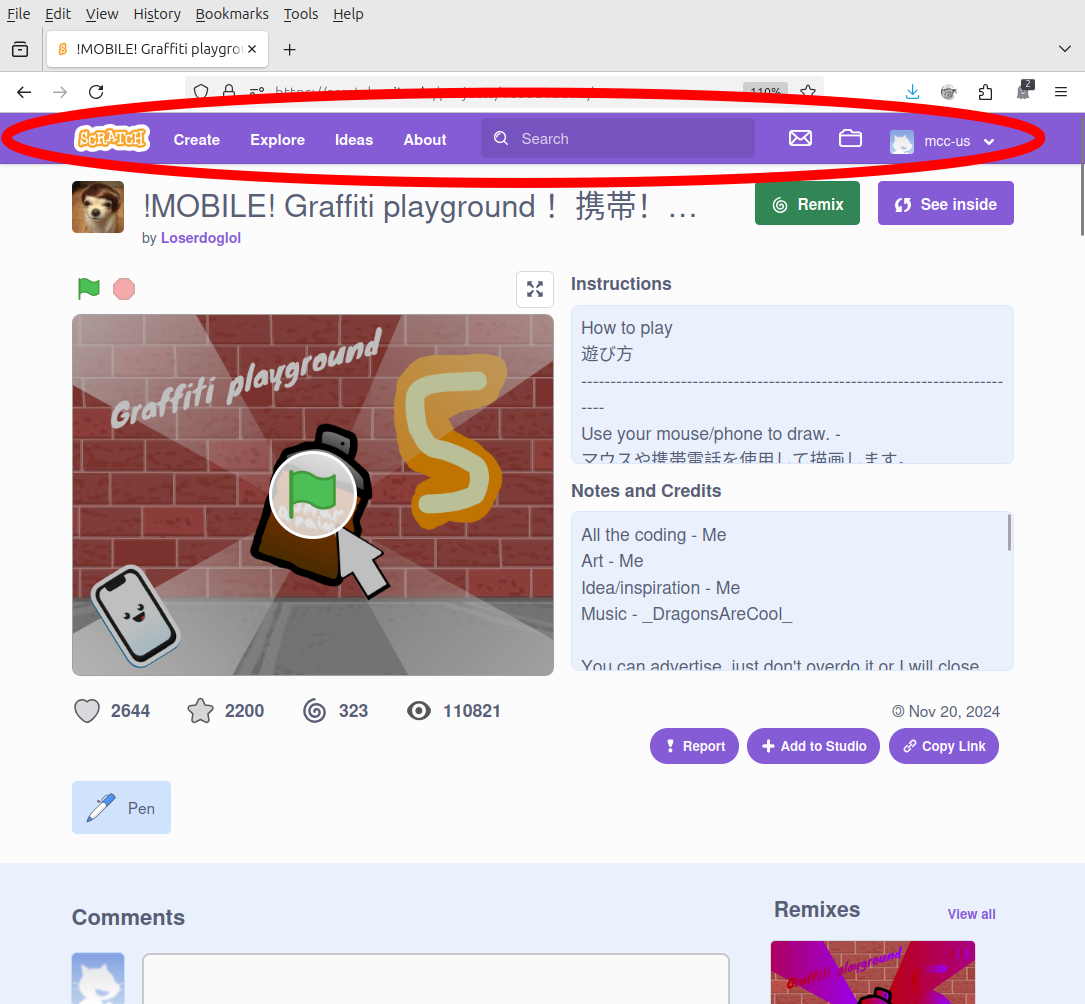 File Edit View History Bookmarks Tools Help
!MOBILE! Graffiti playgro
110%
2
SCRATCH Create Explore Ideas About Search mcc-us
!MOBILE! Graffiti playground ！ 携帯！ …
Remix
See inside
by Loserdoglol
Instructions
How to play
遊び方
-----------------------------------------------------------------------
----
Use your mouse/phone to draw. -
マウスや携帯電話を使用して描画します。
Graffiti playground
S
Notes and Credits
All the coding - Me
Art - Me
Idea/inspiration - Me
Music - _DragonsAreCool_
You can advertise, just don't overdo it or I will close
2644 2200 323 110821
Nov 20, 2024
Report Add to Studio Copy Link
Pen
Comments
Remixes
View all
Graffiti playground